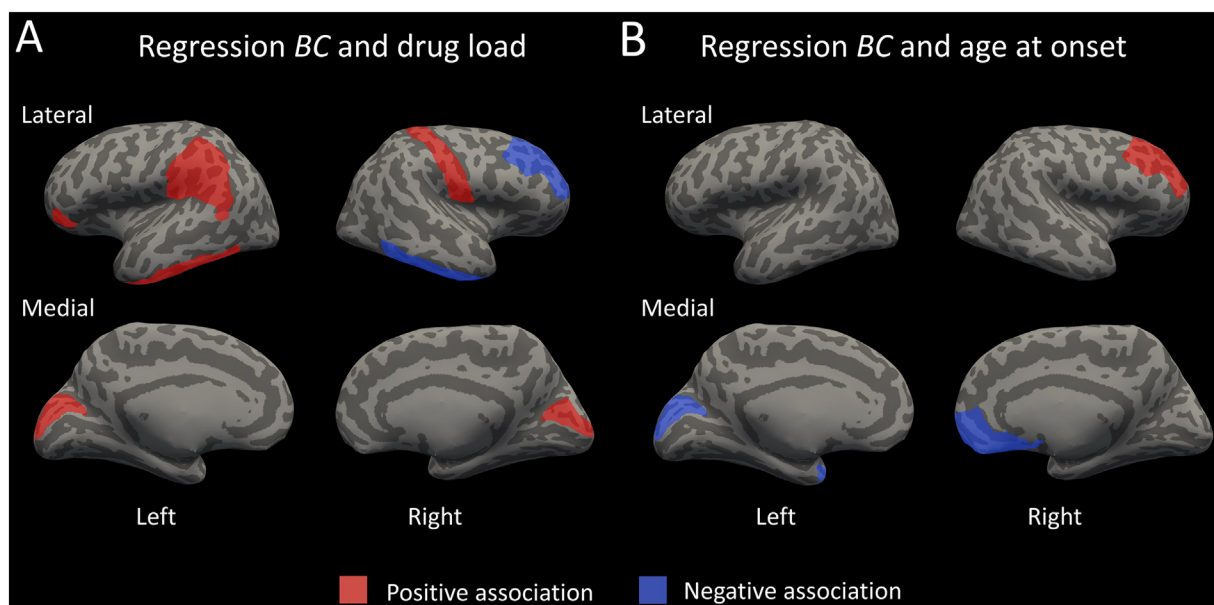 A
Regression BC and drug load
B
Regression BC and age at onset
Lateral
Lateral
Medial
Medial
Left
Right
Left
Right
Positive association
Negative association